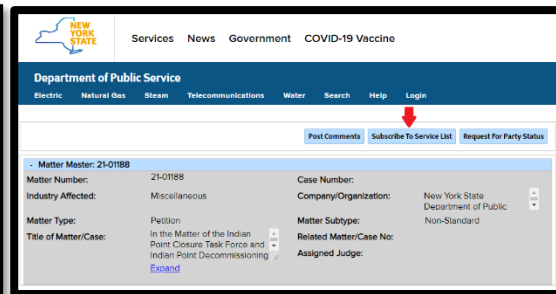 NEW
YORK
STATE
Services News Government COVID-19 Vaccine
Department of Public Service
Electric Natural Gas Steam Telecommunications Water Search Help Login
Post Comments Subscribe To Service List Request For Party Status
- Matter Master: 21-01188
Matter Number: 21-01188 Case Number:
Industry Affected: Miscellaneous Company/Organization: New York State
Department of Public
Matter Type: Petition Matter Subtype: Non-Standard
Title of Matter/Case: In the Matter of the Indian Related Matter/Case No:
Point Closure Task Force and
Indian Point Decommissioning Assigned Judge:
Expand